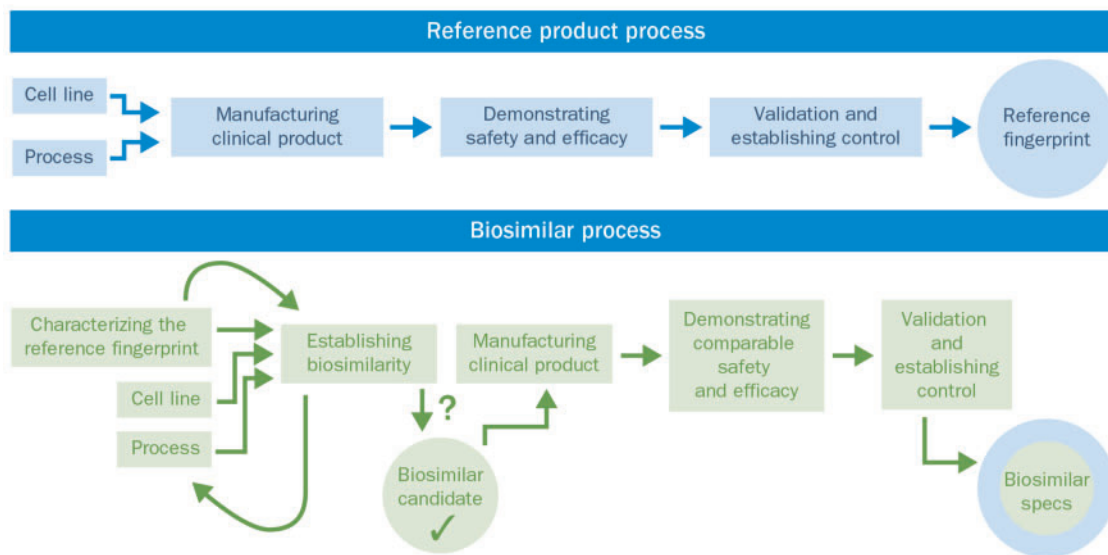 Reference product process
Cell line
Process
Manufacturing
clinical product
Demonstrating
safety and efficacy
Validation and
establishing control
Reference
fingerprint
Biosimilar process
Characterizing the
reference fingerprint
Cell line
Process
Establishing
biosimilarity
?
Biosimilar
candidate
✓
Manufacturing
clinical product
Demonstrating
comparable
safety
and efficacy
Validation
and
establishing
control
Biosimilar
specs